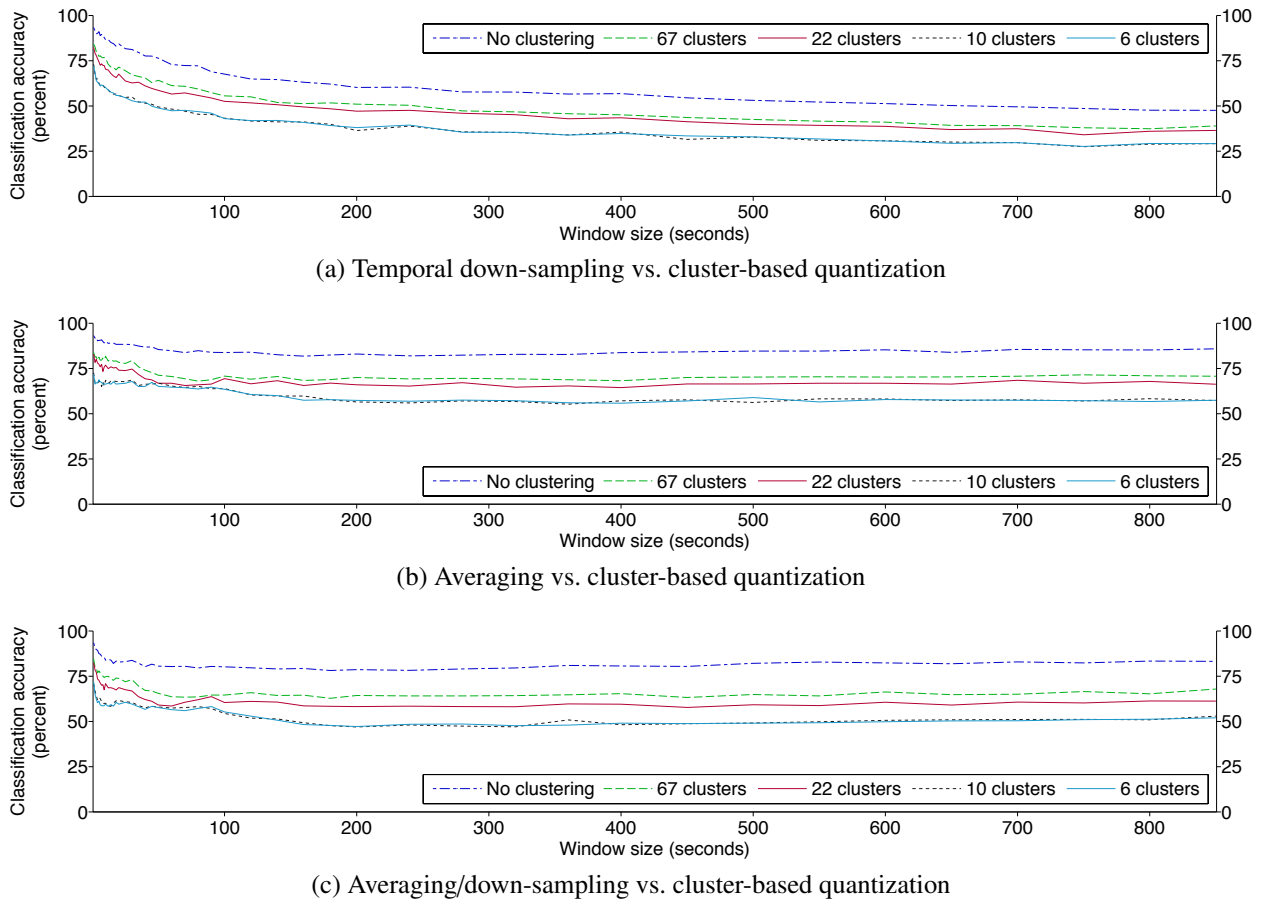 100
75
50
25
0
Classification accuracy
(percent)
100
75
50
25
0
No clustering 67 clusters 22 clusters 10 clusters 6 clusters
100 200 300 400 500 600 700 800
Window size (seconds)
(a) Temporal down-sampling vs. cluster-based quantization
100
75
50
25
0
Classification accuracy
(percent)
100
75
50
25
0
No clustering 67 clusters 22 clusters 10 clusters 6 clusters
100 200 300 400 500 600 700 800
Window size (seconds)
(b) Averaging vs. cluster-based quantization
100
75
50
25
0
Classification accuracy
(percent)
100
75
50
25
0
No clustering 67 clusters 22 clusters 10 clusters 6 clusters
100 200 300 400 500 600 700 800
Window size (seconds)
(c) Averaging/down-sampling vs. cluster-based quantization